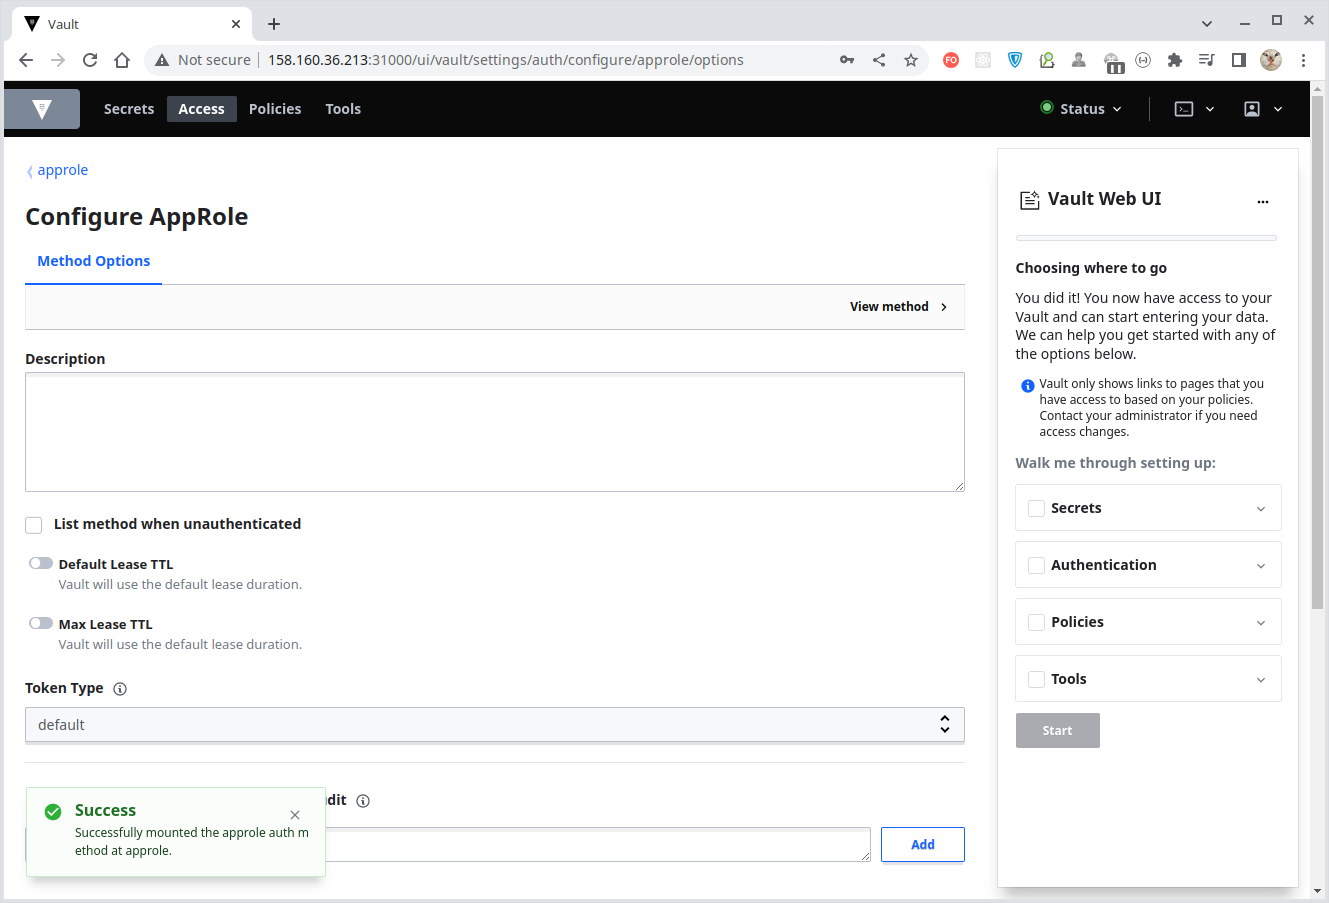 Vault
Not secure
158.160.36.213:31000/ui/vault/settings/auth/configure/approle/options
FO
Secrets
Access
Policies
Tools
Status
approle
Configure AppRole
Method Options
View method
Description
List method when unauthenticated
Default Lease TTL
Vault will use the default lease duration.
Max Lease TTL
Vault will use the default lease duration.
Token Type
default
dit
Add
Success
Successfully mounted the approle auth m
ethod at approle.
Vault Web UI
Choosing where to go
You did it! You now have access to your
Vault and can start entering your data.
We can help you get started with any of
the options below.
Vault only shows links to pages that you
have access to based on your policies.
Contact your administrator if you need
access changes.
Walk me through setting up:
Secrets
Authentication
Policies
Tools
Start